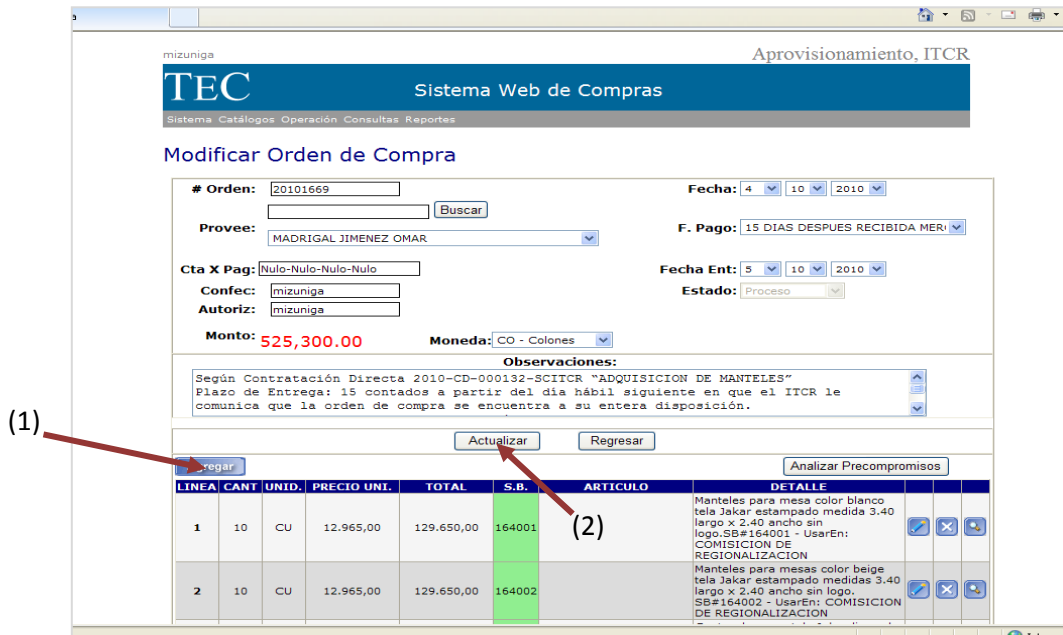 mizuniga
Aprovisionamiento, ITCR
TEC
Sistema Web de Compras
Sistema Catálogos Operación Consultas Reportes
Modificar Orden de Compra
# Orden: 20101669
Fecha: 4 10 2010
Buscar
Provee: MADRIGAL JIMENEZ OMAR
F. Pago: 15 DIAS DESPUES RECIBIDA MER
Cta X Pag: Nulo-Nulo-Nulo-Nulo
Fecha Ent: 5 10 2010
Confec: mizuniga
Estado: Proceso
Autoriz: mizuniga
Monto: 525,300.00
Moneda: CO - Colones
Observaciones:
Según Contratación Directa 2010-CD-000132-SCITCR "ADQUISICION DE MANTELES"
Plazo de Entrega: 15 contados a partir del día hábil siguiente en que el ITCR le
comunica que la orden de compra se encuentra a su entera disposición.
(1)
Actualizar Regresar
Agregar
Analizar Precompromisos
LINEA CANT UNID. PRECIO UNI. TOTAL S.B. ARTICULO DETALLE
1 10 CU 12.965,00 129.650,00 164001
Manteles para mesa color blanco
tela Jakar estampado medida 3.40
largo x 2.40 ancho sin
logo.SB#164001 - UsarEn:
COMISICION DE
REGIONALIZACION
(2)
2 10 CU 12.965,00 129.650,00 164002
Manteles para mesas color beige
tela Jakar estampado medidas 3.40
largo x 2.40 ancho sin logo.
SB#164002 - UsarEn: COMISICION
DE REGIONALIZACION